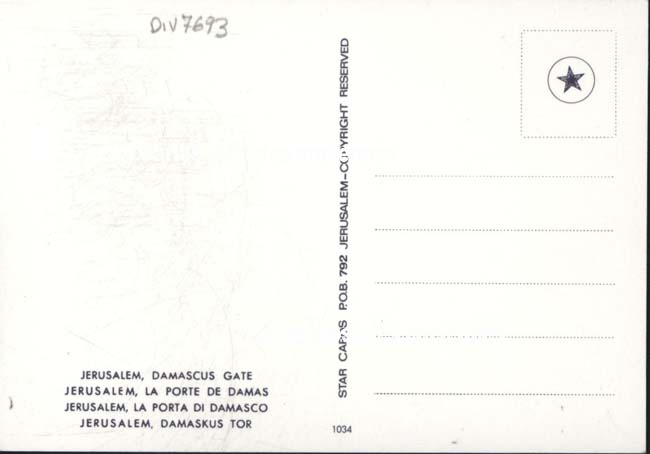 DIV7693
STAR CARDS P.O.B. 792 JERUSALEM-COPYRIGHT RESERVED
JERUSALEM, DAMASCUS GATE
JERUSALEM, LA PORTE DE DAMAS
JERUSALEM, LA PORTA DI DAMASCO
JERUSALEM, DAMASKUS TOR
1034